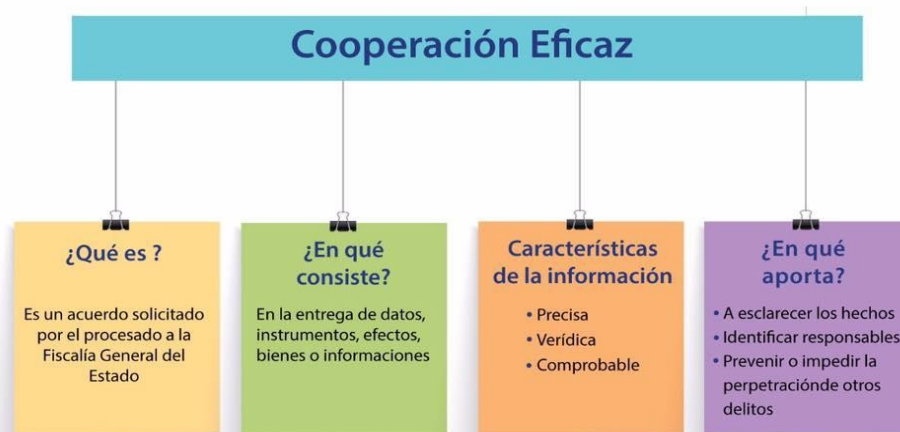 Cooperación Eficaz
¿Qué es ?
Es un acuerdo solicitado
por el procesado a la
Fiscalía General del
Estado
¿En qué
consiste?
En la entrega de datos,
instrumentos, efectos,
bienes o informaciones
Características
de la información
• Precisa
• Verídica
• Comprobable
¿En qué
aporta?
• A esclarecer los hechos
• Identificar responsables
• Prevenir o impedir la
perpetraciónde otros
delitos